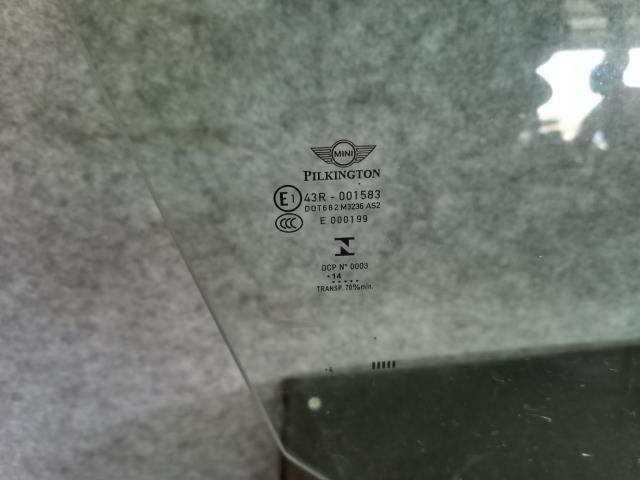 MINI
PILKINGTON
E1 43R - 001583
DOT682 M3236 AS2
CCC E 000199
N
OCP N° 0003
·14
.....
TRANSP. 70%min.